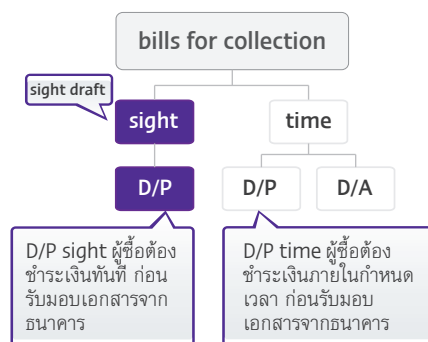 bills for collection
sight draft
sight
time
D/P
D/P
D/A
D/P sight ผู้ซื้อต้อง
ชำระเงินทันที ก่อน
รับมอบเอกสารจาก
ธนาคาร
D/P time ผู้ซื้อต้อง
ชำระเงินภายในกำหนด
เวลา ก่อนรับมอบ
เอกสารจากธนาคาร